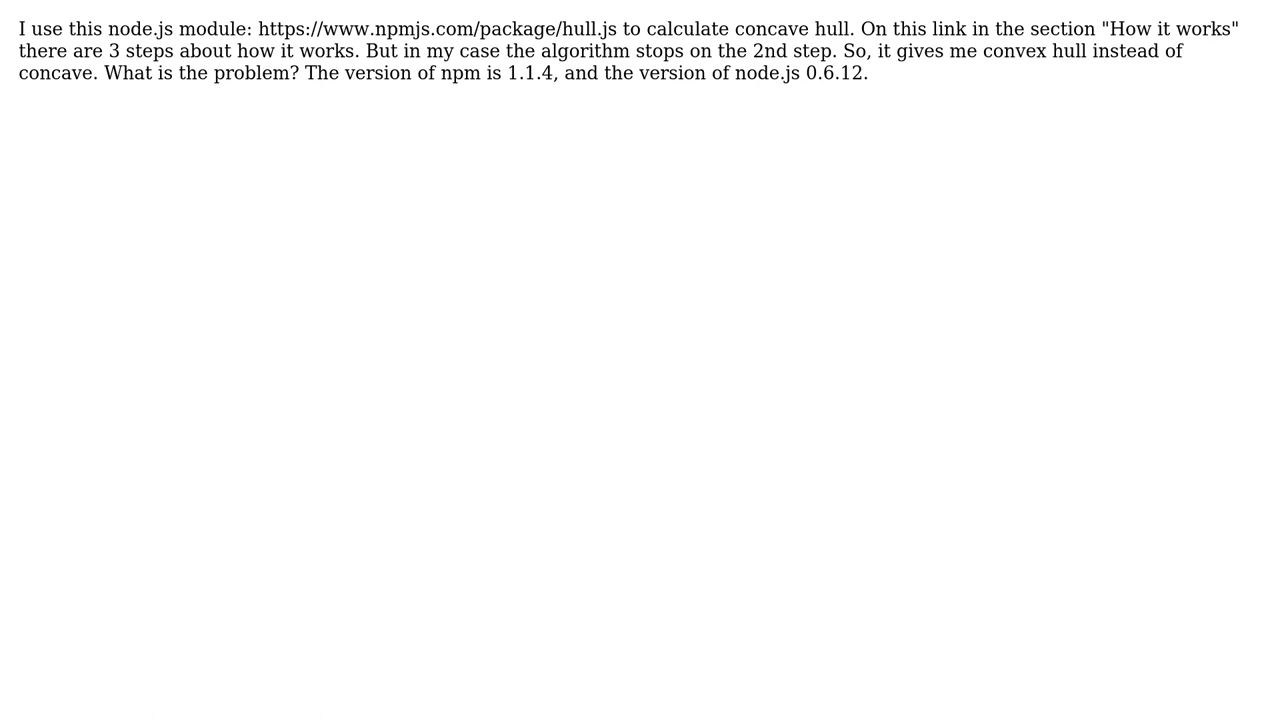 I use this node.js module: https://www.npmjs.com/package/hull.js to calculate concave hull. On this link in the section "How it works"
there are 3 steps about how it works. But in my case the algorithm stops on the 2nd step. So, it gives me convex hull instead of
concave. What is the problem? The version of npm is 1.1.4, and the version of node.js 0.6.12.